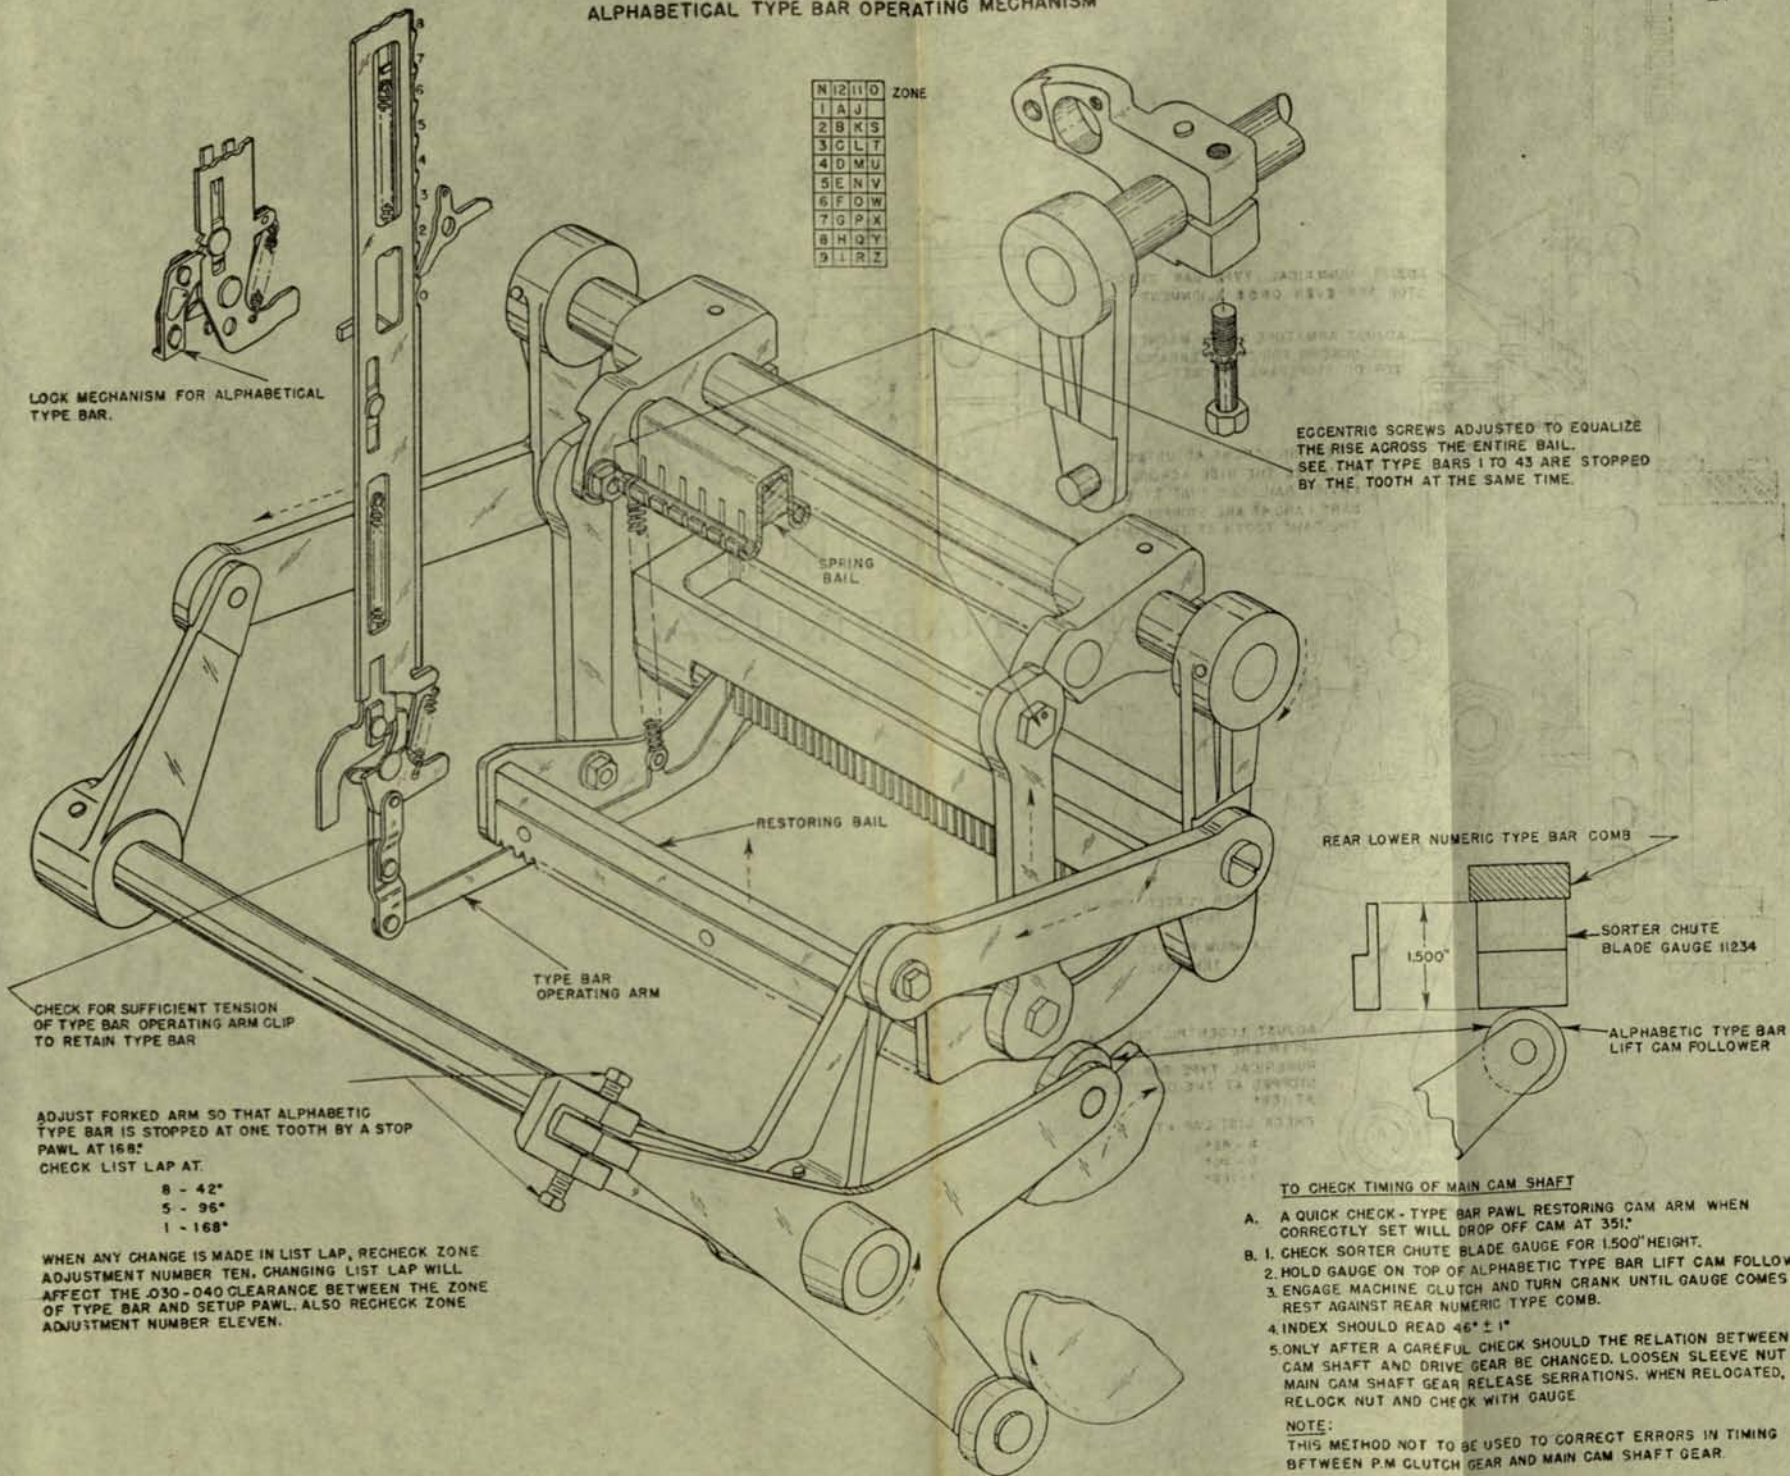 ALPHABETICAL TYPE BAR OPERATING MECHANISM
8
7
6
5
4
3
2
0
N 12 11 0 ZONE
1 A J
2 B K S
3 C L T
4 D M U
5 E N V
6 F O W
7 G P X
8 H Q Y
9 I R Z
LOCK MECHANISM FOR ALPHABETICAL
TYPE BAR.
ECCENTRIC SCREWS ADJUSTED TO EQUALIZE
THE RISE ACROSS THE ENTIRE BAIL.
SEE THAT TYPE BARS 1 TO 43 ARE STOPPED
BY THE TOOTH AT THE SAME TIME.
SPRING
BAIL
RESTORING BAIL
TYPE BAR
OPERATING ARM
REAR LOWER NUMERIC TYPE BAR COMB
1.500"
SORTER CHUTE
BLADE GAUGE 11234
ALPHABETIC TYPE BAR
LIFT CAM FOLLOWER
CHECK FOR SUFFICIENT TENSION
OF TYPE BAR OPERATING ARM CLIP
TO RETAIN TYPE BAR
ADJUST FORKED ARM SO THAT ALPHABETIC
TYPE BAR IS STOPPED AT ONE TOOTH BY A STOP
PAWL AT 168°.
CHECK LIST LAP AT.
8 - 42°
5 - 96°
1 - 168°
WHEN ANY CHANGE IS MADE IN LIST LAP, RECHECK ZONE
ADJUSTMENT NUMBER TEN. CHANGING LIST LAP WILL
AFFECT THE .030-040 CLEARANCE BETWEEN THE ZONE
OF TYPE BAR AND SETUP PAWL. ALSO RECHECK ZONE
ADJUSTMENT NUMBER ELEVEN.
TO CHECK TIMING OF MAIN CAM SHAFT
A. A QUICK CHECK - TYPE BAR PAWL RESTORING CAM ARM WHEN
CORRECTLY SET WILL DROP OFF CAM AT 351°.
B. 1. CHECK SORTER CHUTE BLADE GAUGE FOR 1.500" HEIGHT.
2. HOLD GAUGE ON TOP OF ALPHABETIC TYPE BAR LIFT CAM FOLLOW
3. ENGAGE MACHINE CLUTCH AND TURN CRANK UNTIL GAUGE COMES
REST AGAINST REAR NUMERIC TYPE COMB.
4. INDEX SHOULD READ 46° ± 1°
5. ONLY AFTER A CAREFUL CHECK SHOULD THE RELATION BETWEEN
CAM SHAFT AND DRIVE GEAR BE CHANGED. LOOSEN SLEEVE NUT
MAIN CAM SHAFT GEAR RELEASE SERRATIONS. WHEN RELOCATED,
RELOCK NUT AND CHECK WITH GAUGE
NOTE:
THIS METHOD NOT TO BE USED TO CORRECT ERRORS IN TIMING
BETWEEN P.M CLUTCH GEAR AND MAIN CAM SHAFT GEAR.